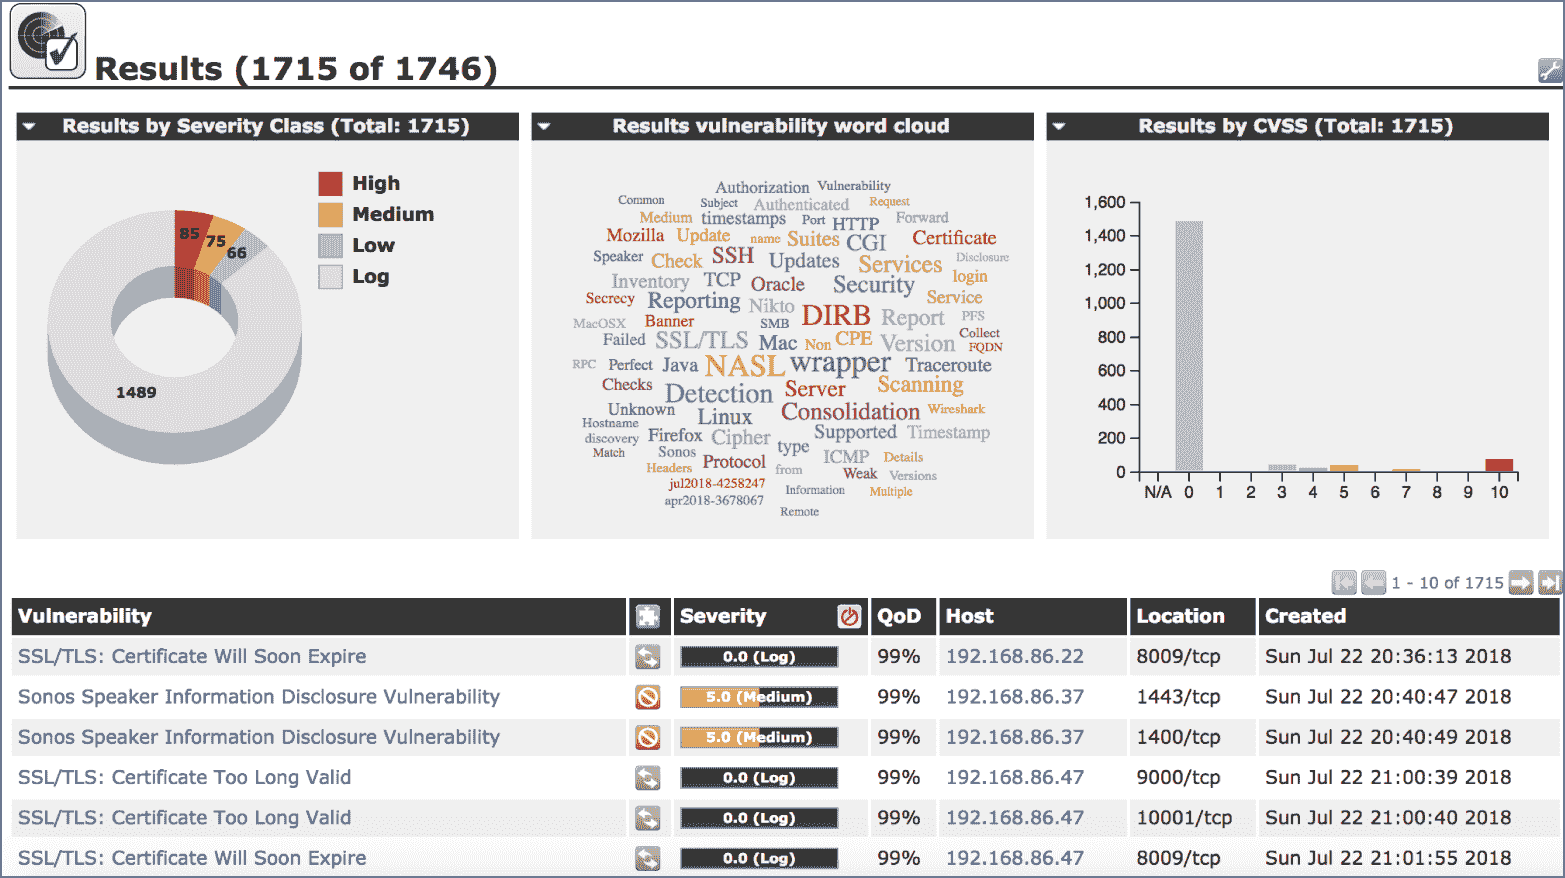 Results (1715 of 1746)
Results by Severity Class (Total: 1715)
High
Medium
Low
Log
85
75
66
1489
Results vulnerability word cloud
Authorization Vulnerability
Common Subject Authenticated Request
Medium timestamps Port HTTP Forward
Mozilla Update name Suites CGI Certificate
Speaker Check SSH Updates Services Disclosure
Inventory TCP Oracle Security login
Secrecy Reporting Nikto DIRB Report Service PFS
MacOSX Banner SMB Collect
Failed SSL/TLS Mac Non CPE Version FQDN
RPC Perfect Java NASL wrapper Traceroute
Checks Detection Server Scanning
Unknown Linux Consolidation Wireshark
Hostname
discovery Firefox Cipher type Supported Timestamp
Match Sonos ICMP Details
Headers Protocol from Weak Versions
jul2018-4258247 Information Multiple
apr2018-3678067
Remote
Results by CVSS (Total: 1715)
1,600
1,400
1,200
1,000
800
600
400
200
0
N/A 0 1 2 3 4 5 6 7 8 9 10
1 - 10 of 1715
Vulnerability Severity QoD Host Location Created
SSL/TLS: Certificate Will Soon Expire 0.0 (Log) 99% 192.168.86.22 8009/tcp Sun Jul 22 20:36:13 2018
Sonos Speaker Information Disclosure Vulnerability 5.0 (Medium) 99% 192.168.86.37 1443/tcp Sun Jul 22 20:40:47 2018
Sonos Speaker Information Disclosure Vulnerability 5.0 (Medium) 99% 192.168.86.37 1400/tcp Sun Jul 22 20:40:49 2018
SSL/TLS: Certificate Too Long Valid 0.0 (Log) 99% 192.168.86.47 9000/tcp Sun Jul 22 21:00:39 2018
SSL/TLS: Certificate Too Long Valid 0.0 (Log) 99% 192.168.86.47 10001/tcp Sun Jul 22 21:00:40 2018
SSL/TLS: Certificate Will Soon Expire 0.0 (Log) 99% 192.168.86.47 8009/tcp Sun Jul 22 21:01:55 2018